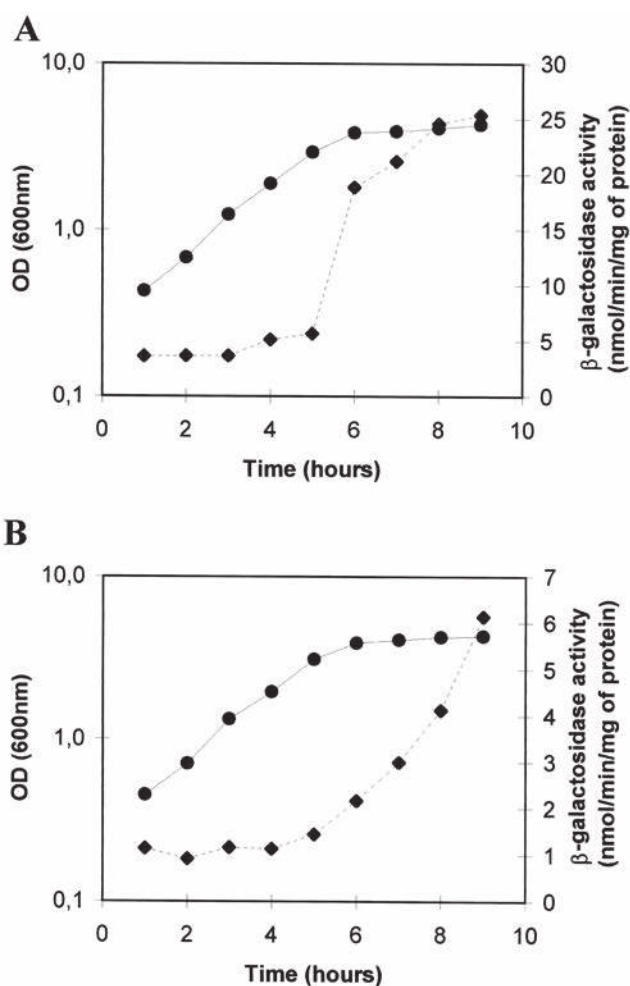 A
10,0
1,0
0,1
OD (600nm)
30
25
20
15
10
5
0
β-galactosidase activity
(nmol/min/mg of protein)
0 2 4 6 8 10
Time (hours)
B
10,0
1,0
0,1
OD (600nm)
7
6
5
4
3
2
1
0
β-galactosidase activity
(nmol/min/mg of protein)
0 2 4 6 8 10
Time (hours)